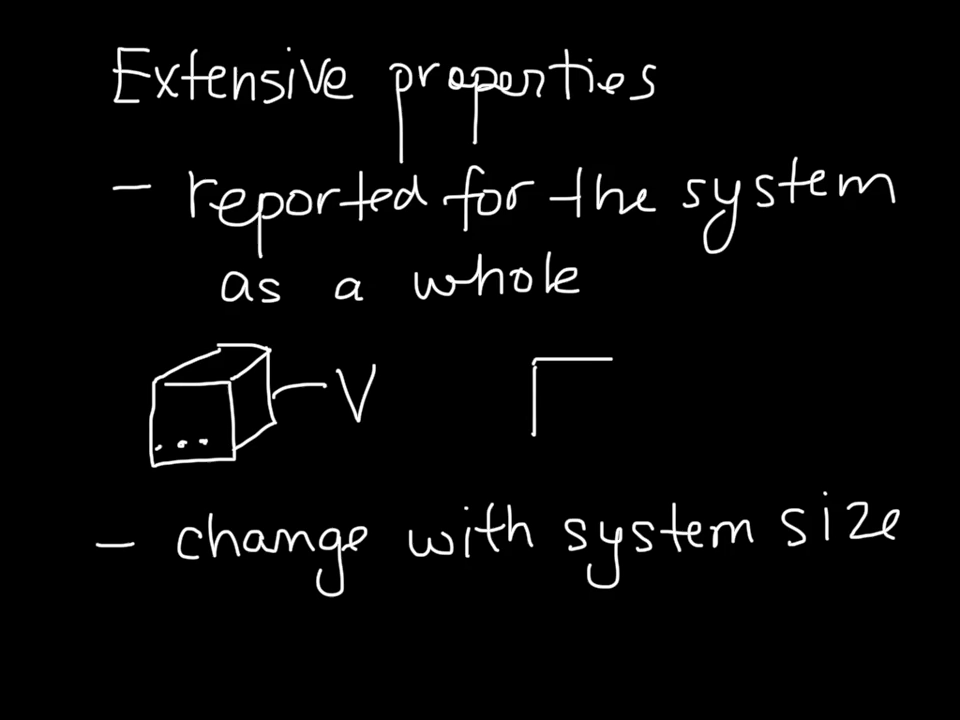 Extensive properties
- reported for the system
as a whole
V
- change with system size